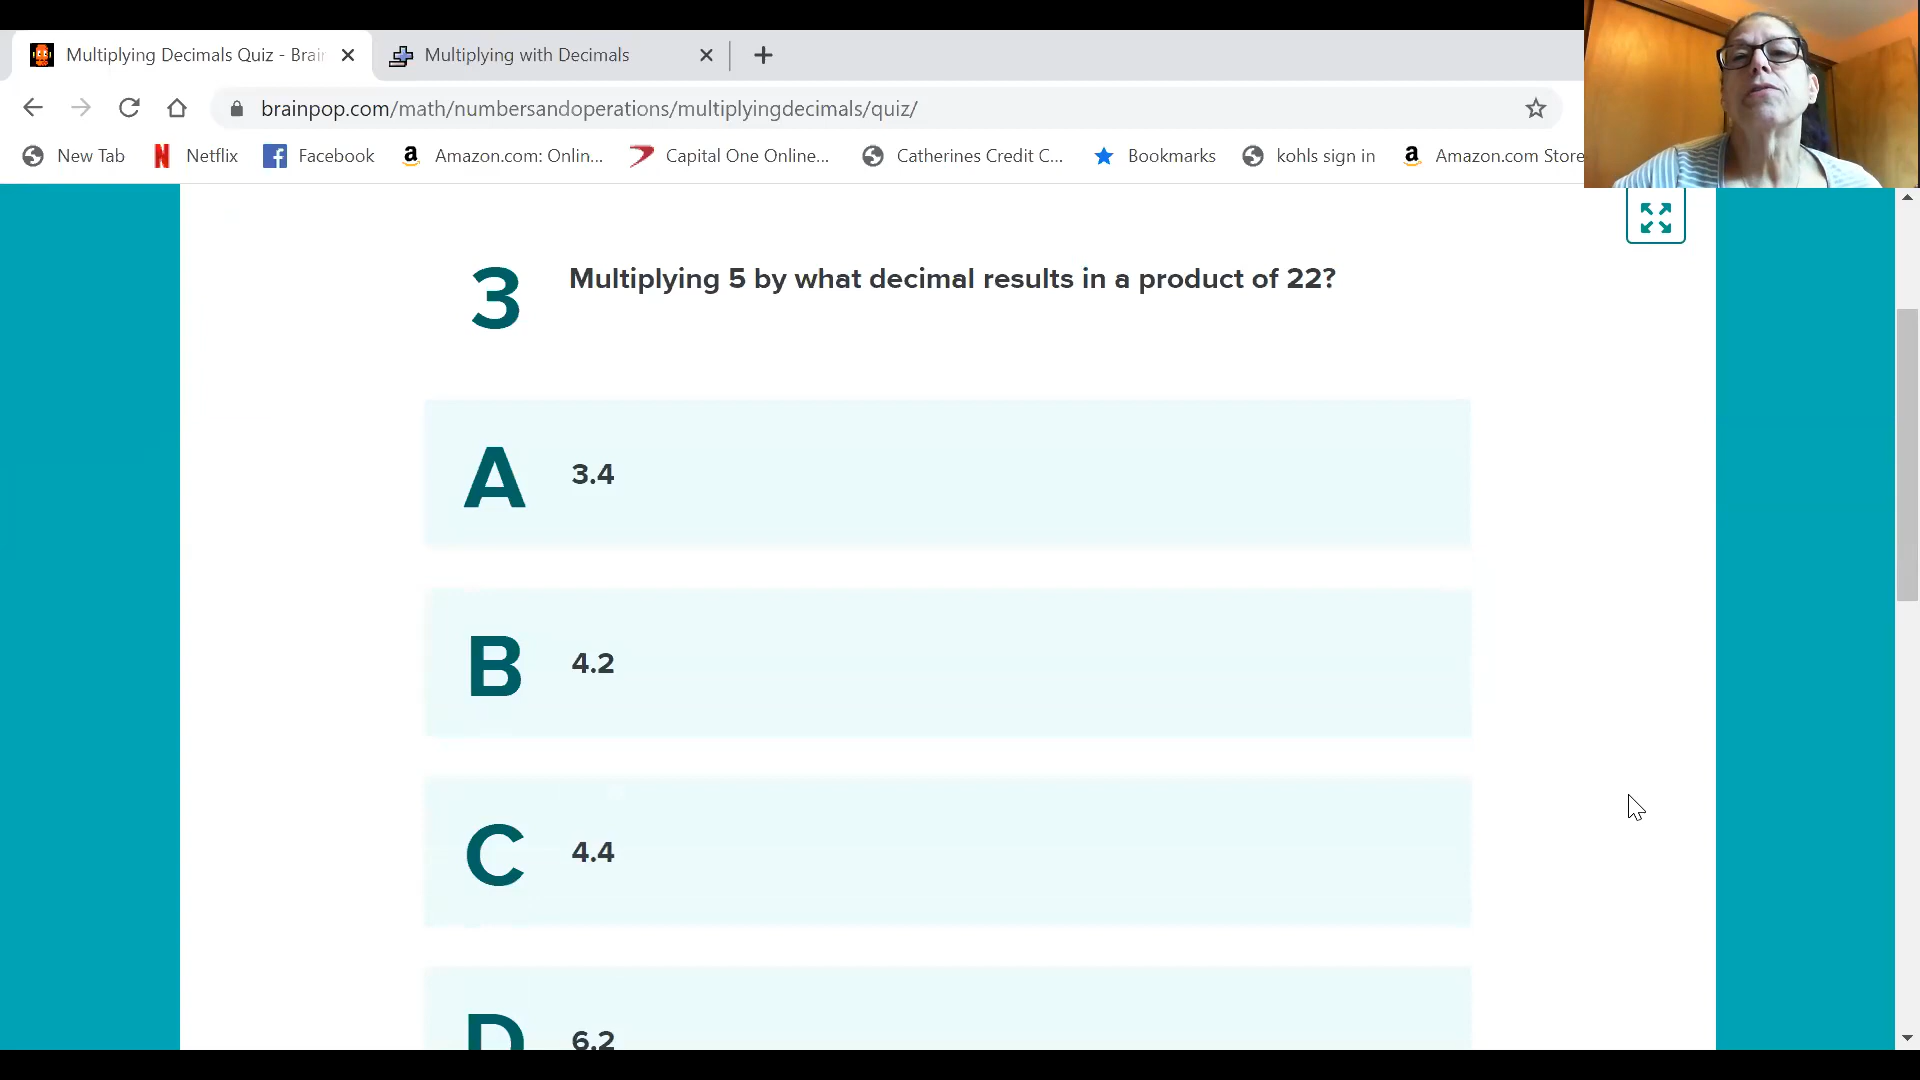 Multiplying Decimals Quiz - Brai
Multiplying with Decimals
brainpop.com/math/numbersandoperations/multiplyingdecimals/quiz/
New Tab Netflix Facebook Amazon.com: Onlin... Capital One Online... Catherines Credit C... Bookmarks kohls sign in Amazon.com Store
3 Multiplying 5 by what decimal results in a product of 22?
A 3.4
B 4.2
C 4.4
D 6.2